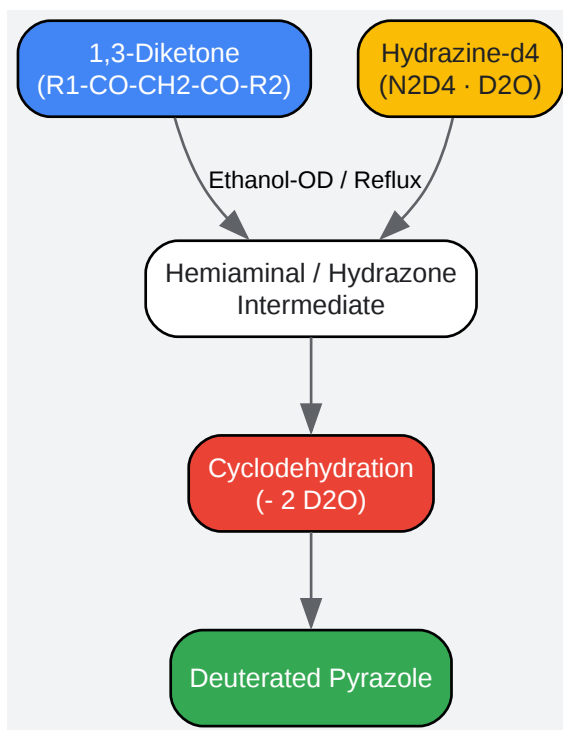 1,3-Diketone
(R1-CO-CH2-CO-R2)
Hydrazine-d4
(N2D4 · D2O)
Ethanol-OD / Reflux
Hemiaminal / Hydrazone
Intermediate
Cyclodehydration
(- 2 D2O)
Deuterated Pyrazole